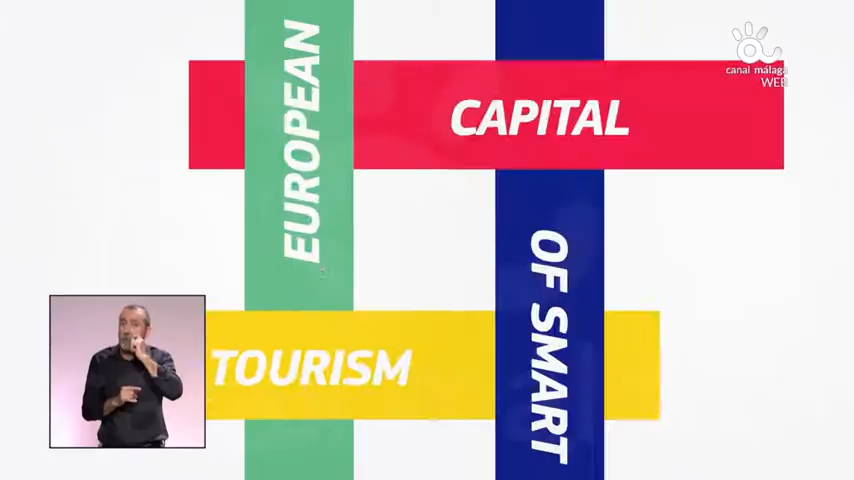 EUROPEAN
CAPITAL
OF SMART
TOURISM
canal málaga
WEB